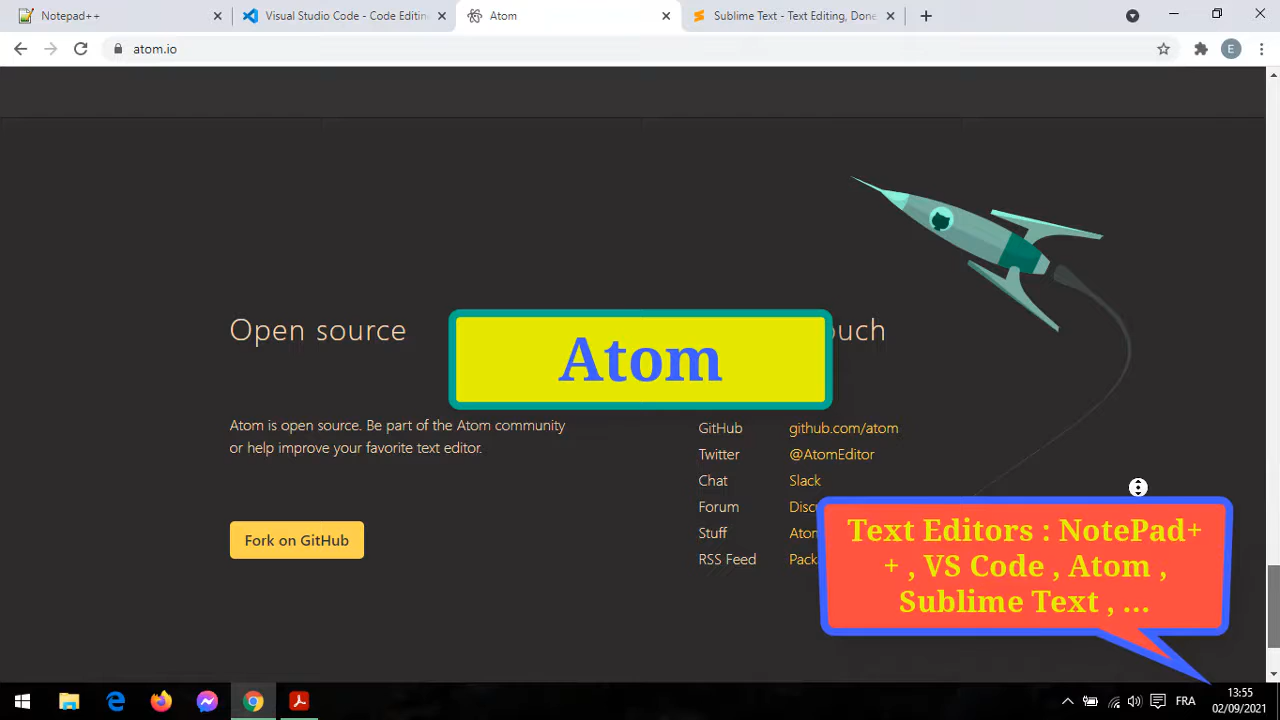 Notepad++
Visual Studio Code - Code Editin
Atom
Sublime Text - Text Editing, Done
atom.io
Open source
ouch
Atom
Atom is open source. Be part of the Atom community
or help improve your favorite text editor.
Fork on GitHub
GitHub github.com/atom
Twitter @AtomEditor
Chat Slack
Forum Disc
Stuff Atom
RSS Feed Pack
Text Editors : NotePad+
+ , VS Code , Atom ,
Sublime Text , ...
E
FR
13:55
02/09/2021